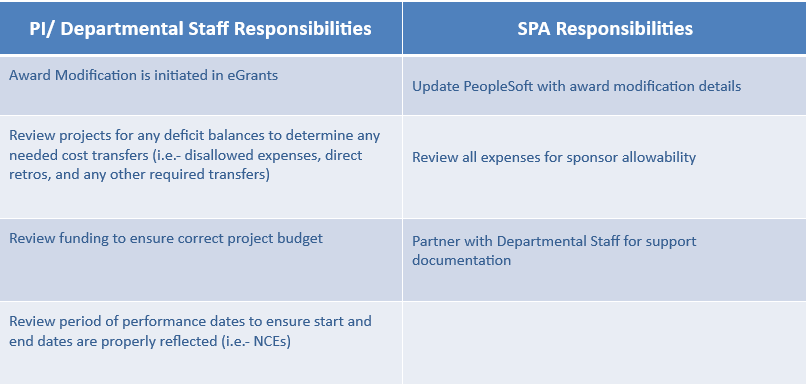 PI/ Departmental Staff Responsibilities
SPA Responsibilities
Award Modification is initiated in eGrants
Update PeopleSoft with award modification details
Review projects for any deficit balances to determine any
needed cost transfers (i.e.- disallowed expenses, direct
retros, and any other required transfers)
Review all expenses for sponsor allowability
Review funding to ensure correct project budget
Partner with Departmental Staff for support
documentation
Review period of performance dates to ensure start and
end dates are properly reflected (i.e.- NCEs)